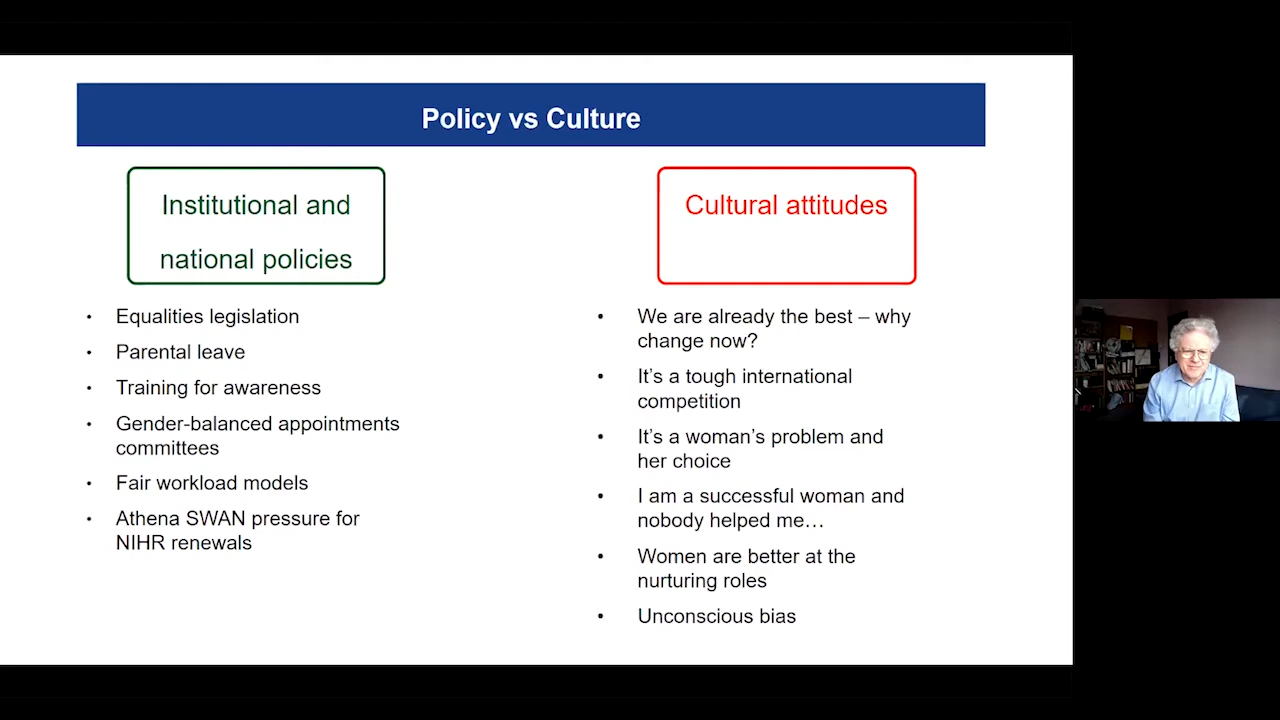 Policy vs Culture
Institutional and
national policies
• Equalities legislation
• Parental leave
• Training for awareness
• Gender-balanced appointments
committees
• Fair workload models
• Athena SWAN pressure for
NIHR renewals
Cultural attitudes
• We are already the best – why
change now?
• It’s a tough international
competition
• It’s a woman’s problem and
her choice
• I am a successful woman and
nobody helped me…
• Women are better at the
nurturing roles
• Unconscious bias